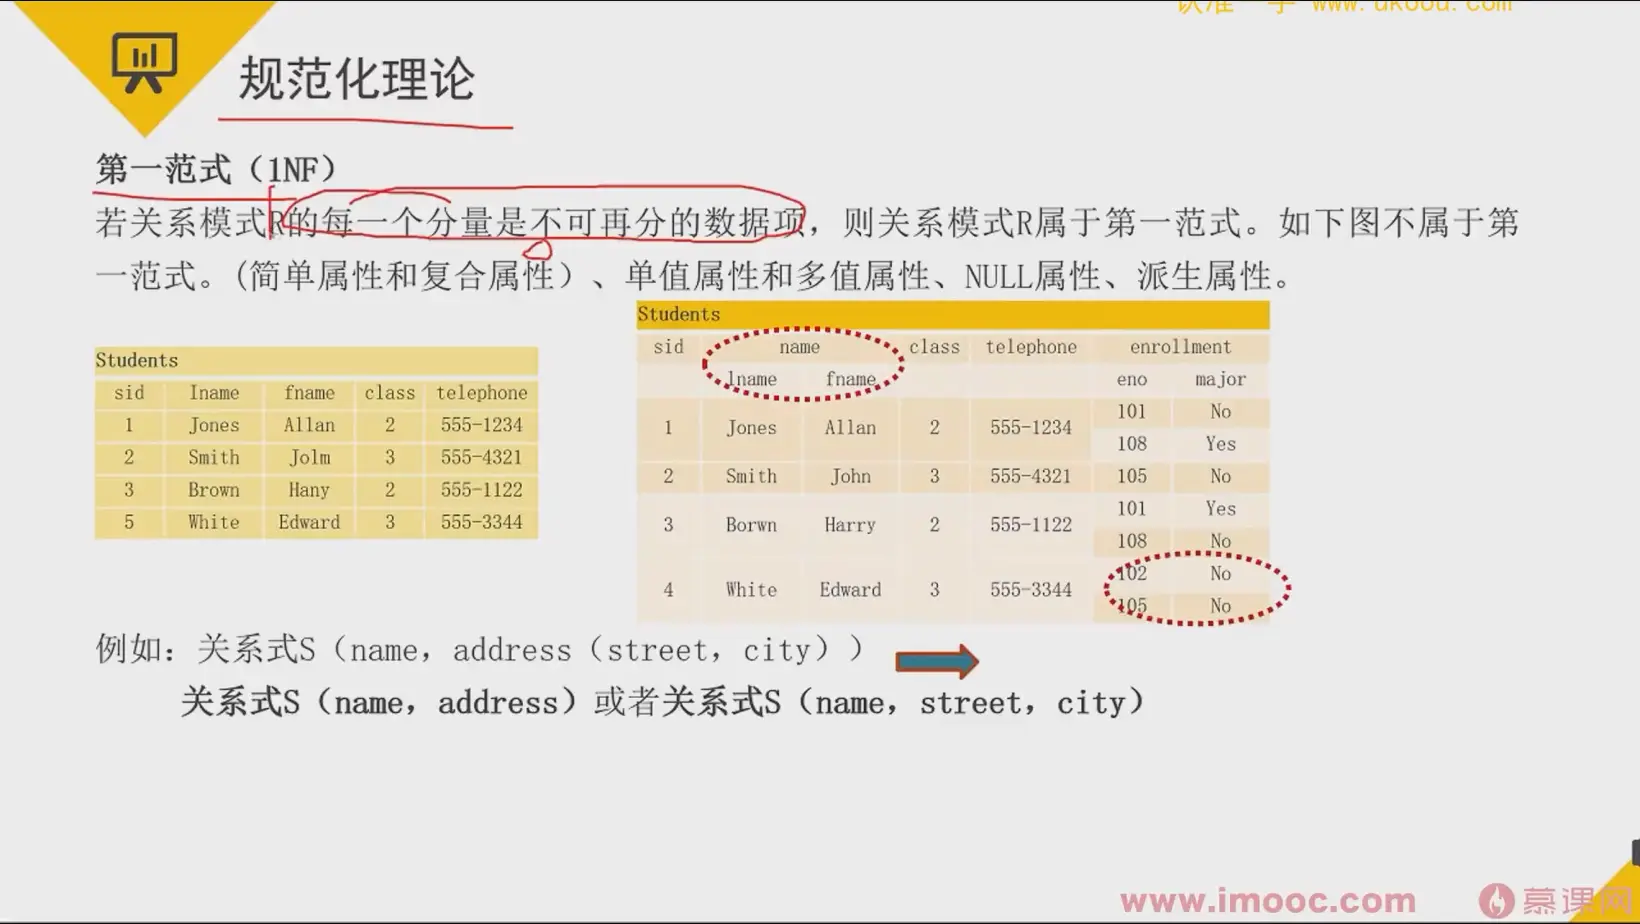 www.ukoou.com
规范化理论
第一范式（1NF）
若关系模式R的每一个分量是不可再分的数据项，则关系模式R属于第一范式。如下图不属于第
一范式。(简单属性和复合属性）、单值属性和多值属性、NULL属性、派生属性。
Students
sid lname fname class telephone
1 Jones Allan 2 555-1234
2 Smith Jolm 3 555-4321
3 Brown Hany 2 555-1122
5 White Edward 3 555-3344
Students
sid name class telephone enrollment
lname fname eno major
1 Jones Allan 2 555-1234 101 No
108 Yes
2 Smith John 3 555-4321 105 No
3 Borwn Harry 2 555-1122 101 Yes
108 No
4 White Edward 3 555-3344 102 No
105 No
例如：关系式S（name，address（street，city））
关系式S（name，address）或者关系式S（name，street，city）
www.imooc.com 慕课网